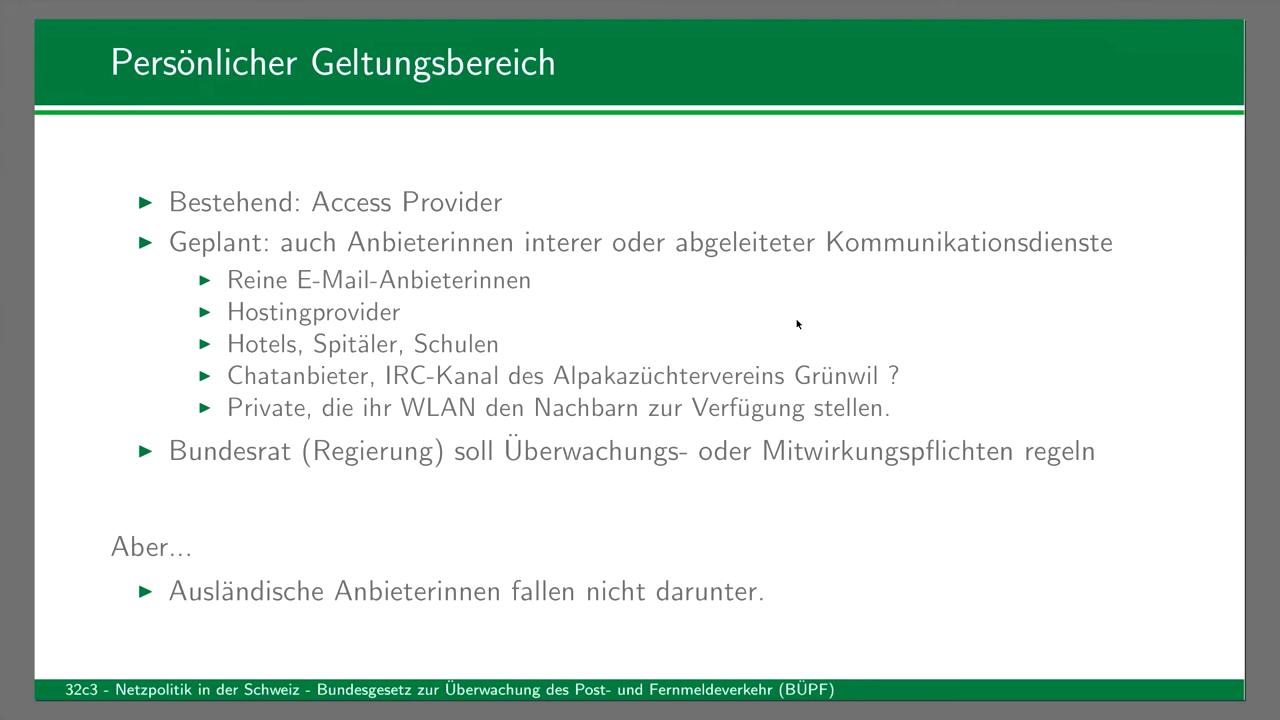 Persönlicher Geltungsbereich
Bestehend: Access Provider
Geplant: auch Anbieterinnen interer oder abgeleiteter Kommunikationsdienste
Reine E-Mail-Anbieterinnen
Hostingprovider
Hotels, Spitäler, Schulen
Chatanbieter, IRC-Kanal des Alpakazüchtervereins Grünwil ?
Private, die ihr WLAN den Nachbarn zur Verfügung stellen.
Bundesrat (Regierung) soll Überwachungs- oder Mitwirkungspflichten regeln
Aber...
Ausländische Anbieterinnen fallen nicht darunter.
32c3 - Netzpolitik in der Schweiz - Bundesgesetz zur Überwachung des Post- und Fernmeldeverkehr (BÜPF)